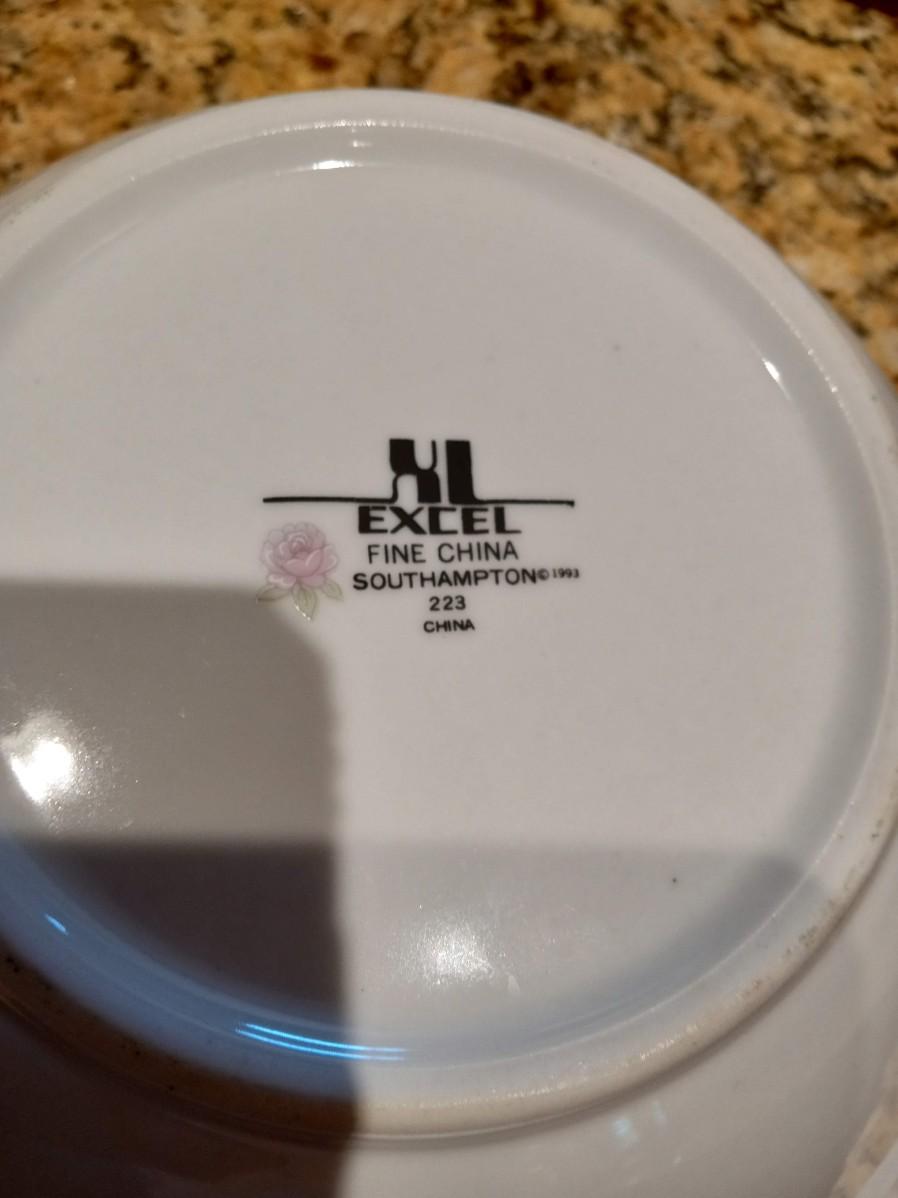 XL
EXCEL
FINE CHINA
SOUTHAMPTON© 1993
223
CHINA